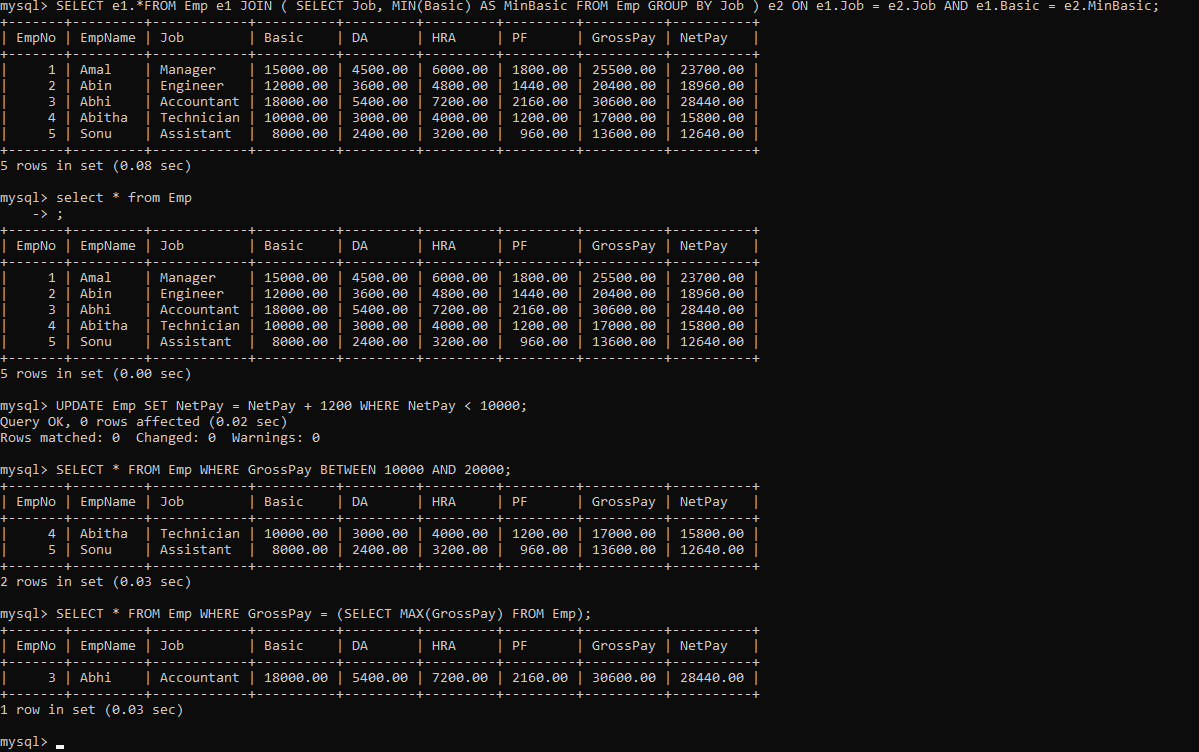 mysql> SELECT e1.*FROM Emp e1 JOIN ( SELECT Job, MIN(Basic) AS MinBasic FROM Emp GROUP BY Job ) e2 ON e1.Job = e2.Job AND e1.Basic = e2.MinBasic;
+-------+---------+------------+----------+---------+---------+---------+----------+----------+
| EmpNo | EmpName | Job        | Basic    | DA      | HRA     | PF      | GrossPay | NetPay   |
+-------+---------+------------+----------+---------+---------+---------+----------+----------+
|     1 | Amal    | Manager    | 15000.00 | 4500.00 | 6000.00 | 1800.00 | 25500.00 | 23700.00 |
|     2 | Abin    | Engineer   | 12000.00 | 3600.00 | 4800.00 | 1440.00 | 20400.00 | 18960.00 |
|     3 | Abhi    | Accountant | 18000.00 | 5400.00 | 7200.00 | 2160.00 | 30600.00 | 28440.00 |
|     4 | Abitha  | Technician | 10000.00 | 3000.00 | 4000.00 | 1200.00 | 17000.00 | 15800.00 |
|     5 | Sonu    | Assistant  |  8000.00 | 2400.00 | 3200.00 |  960.00 | 13600.00 | 12640.00 |
+-------+---------+------------+----------+---------+---------+---------+----------+----------+
5 rows in set (0.08 sec)

mysql> select * from Emp
    -> ;
+-------+---------+------------+----------+---------+---------+---------+----------+----------+
| EmpNo | EmpName | Job        | Basic    | DA      | HRA     | PF      | GrossPay | NetPay   |
+-------+---------+------------+----------+---------+---------+---------+----------+----------+
|     1 | Amal    | Manager    | 15000.00 | 4500.00 | 6000.00 | 1800.00 | 25500.00 | 23700.00 |
|     2 | Abin    | Engineer   | 12000.00 | 3600.00 | 4800.00 | 1440.00 | 20400.00 | 18960.00 |
|     3 | Abhi    | Accountant | 18000.00 | 5400.00 | 7200.00 | 2160.00 | 30600.00 | 28440.00 |
|     4 | Abitha  | Technician | 10000.00 | 3000.00 | 4000.00 | 1200.00 | 17000.00 | 15800.00 |
|     5 | Sonu    | Assistant  |  8000.00 | 2400.00 | 3200.00 |  960.00 | 13600.00 | 12640.00 |
+-------+---------+------------+----------+---------+---------+---------+----------+----------+
5 rows in set (0.00 sec)

mysql> UPDATE Emp SET NetPay = NetPay + 1200 WHERE NetPay < 10000;
Query OK, 0 rows affected (0.02 sec)
Rows matched: 0  Changed: 0  Warnings: 0

mysql> SELECT * FROM Emp WHERE GrossPay BETWEEN 10000 AND 20000;
+-------+---------+------------+----------+---------+---------+---------+----------+----------+
| EmpNo | EmpName | Job        | Basic    | DA      | HRA     | PF      | GrossPay | NetPay   |
+-------+---------+------------+----------+---------+---------+---------+----------+----------+
|     4 | Abitha  | Technician | 10000.00 | 3000.00 | 4000.00 | 1200.00 | 17000.00 | 15800.00 |
|     5 | Sonu    | Assistant  |  8000.00 | 2400.00 | 3200.00 |  960.00 | 13600.00 | 12640.00 |
+-------+---------+------------+----------+---------+---------+---------+----------+----------+
2 rows in set (0.03 sec)

mysql> SELECT * FROM Emp WHERE GrossPay = (SELECT MAX(GrossPay) FROM Emp);
+-------+---------+------------+----------+---------+---------+---------+----------+----------+
| EmpNo | EmpName | Job        | Basic    | DA      | HRA     | PF      | GrossPay | NetPay   |
+-------+---------+------------+----------+---------+---------+---------+----------+----------+
|     3 | Abhi    | Accountant | 18000.00 | 5400.00 | 7200.00 | 2160.00 | 30600.00 | 28440.00 |
+-------+---------+------------+----------+---------+---------+---------+----------+----------+
1 row in set (0.03 sec)

mysql> _